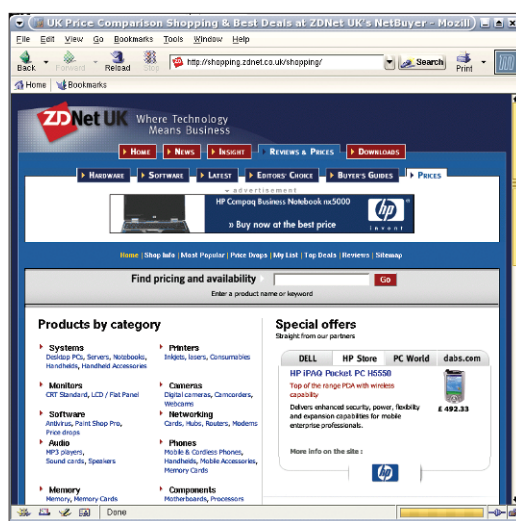 UK Price Comparison Shopping & Best Deals at ZDNet UK's NetBuyer - Mozill
File Edit View Go Bookmarks Tools Window Help
Back Forward Reload Stop http://shopping.zdnet.co.uk/shopping/ Search Print
Home Bookmarks
ZDNet UK Where Technology
Means Business
Home News Insight Reviews & Prices Downloads
Hardware Software Latest Editors' Choice Buyer's Guides Prices
advertisement
HP Compaq Business Notebook nx5000
» Buy now at the best price
hp
invent
Home | Shop Info | Most Popular | Price Drops | My List | Top Deals | Reviews | Sitemap
Find pricing and availability Go
Enter a product name or keyword
Products by category
Systems
Desktop PCs, Servers, Notebooks,
Handhelds, Handheld Accessories
Printers
Inkjets, lasers, Consumables
Monitors
CRT Standard, LCD / Flat Panel
Cameras
Digital cameras, Camcorders,
Webcams
Software
Antivirus, Paint Shop Pro,
Price drops
Networking
Cards, Hubs, Routers, Modems
Audio
MP3 players,
Sound cards, Speakers
Phones
Mobile & Cordless Phones,
Handhelds, Mobile Accessories,
Memory Cards
Memory
Memory, Memory Cards
Components
Motherboards, Processors
Special offers
Straight from our partners
DELL HP Store PC World dabs.com
HP iPAQ Pocket PC H5550
Top of the range PDA with wireless
capability
Delivers enhanced security, power, flexibility
and expansion capabilities for mobile
enterprise professionals.
£ 492.33
More info on the site :
hp
Done